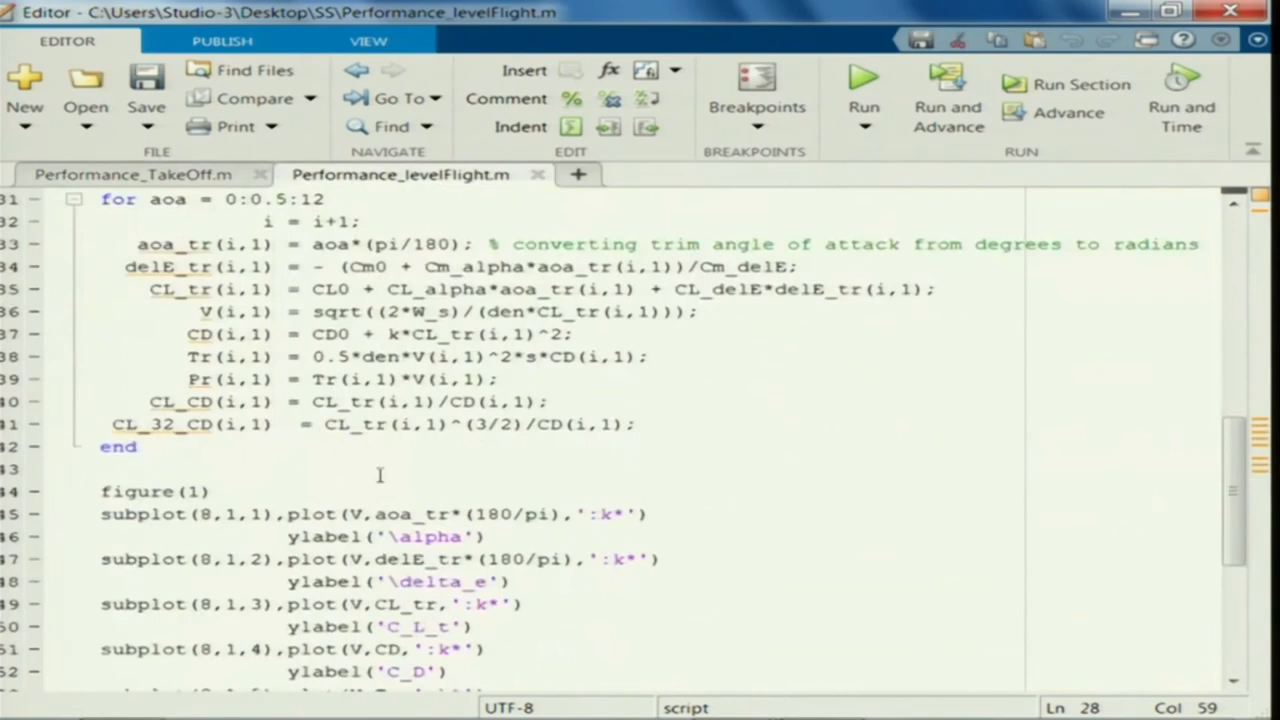 Editor - C:\Users\Studio-3\Desktop\SS\Performance_levelFlight.m
EDITOR PUBLISH VIEW
New Open Save Find Files Compare Print
Go To Find
Insert fx
Comment
Indent
Breakpoints
Run Run and Advance Run Section Advance Run and Time
FILE NAVIGATE EDIT BREAKPOINTS RUN
Performance_TakeOff.m Performance_levelFlight.m
31 for aoa = 0:0.5:12
32 i = i+1;
33 aoa_tr(i,1) = aoa*(pi/180); % converting trim angle of attack from degrees to radians
34 delE_tr(i,1) = - (Cm0 + Cm_alpha*aoa_tr(i,1))/Cm_delE;
35 CL_tr(i,1) = CL0 + CL_alpha*aoa_tr(i,1) + CL_delE*delE_tr(i,1);
36 V(i,1) = sqrt((2*W_s)/(den*CL_tr(i,1)));
37 CD(i,1) = CD0 + k*CL_tr(i,1)^2;
38 Tr(i,1) = 0.5*den*V(i,1)^2*s*CD(i,1);
39 Pr(i,1) = Tr(i,1)*V(i,1);
40 CL_CD(i,1) = CL_tr(i,1)/CD(i,1);
41 CL_32_CD(i,1) = CL_tr(i,1)^(3/2)/CD(i,1);
42 end
43
44 figure(1)
45 subplot(8,1,1),plot(V,aoa_tr*(180/pi),':k*')
46 ylabel('\alpha')
47 subplot(8,1,2),plot(V,delE_tr*(180/pi),':k*')
48 ylabel('\delta_e')
49 subplot(8,1,3),plot(V,CL_tr,':k*')
50 ylabel('C_L_t')
51 subplot(8,1,4),plot(V,CD,':k*')
52 ylabel('C_D')
UTF-8 script Ln 28 Col 59